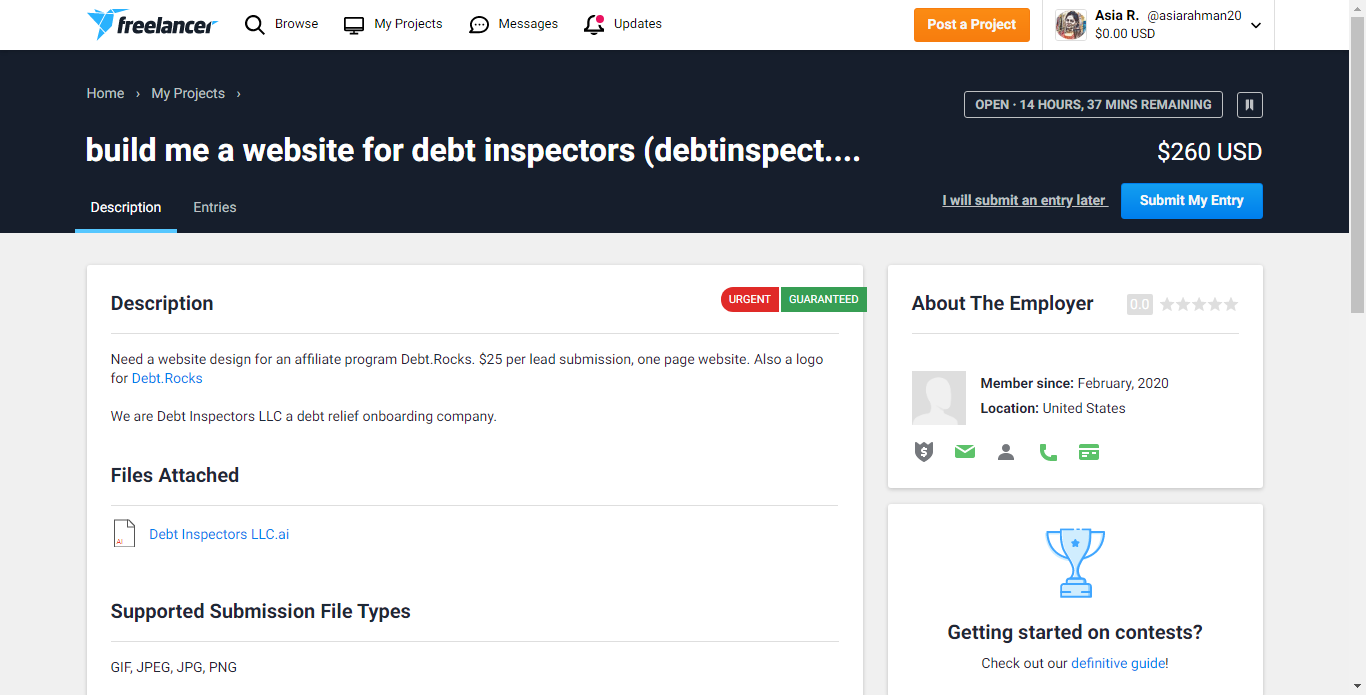 freelancer
Browse
My Projects
Messages
Updates
Post a Project
Asia R. @asiarahman20
$0.00 USD
Home › My Projects ›
OPEN · 14 HOURS, 37 MINS REMAINING
build me a website for debt inspectors (debtinspect....
$260 USD
Description
Entries
I will submit an entry later
Submit My Entry
Description
URGENT
GUARANTEED
Need a website design for an affiliate program Debt.Rocks. $25 per lead submission, one page website. Also a logo
for Debt.Rocks
We are Debt Inspectors LLC a debt relief onboarding company.
Files Attached
AI
Debt Inspectors LLC.ai
Supported Submission File Types
GIF, JPEG, JPG, PNG
About The Employer
0.0
Member since: February, 2020
Location: United States
$
Getting started on contests?
Check out our definitive guide!